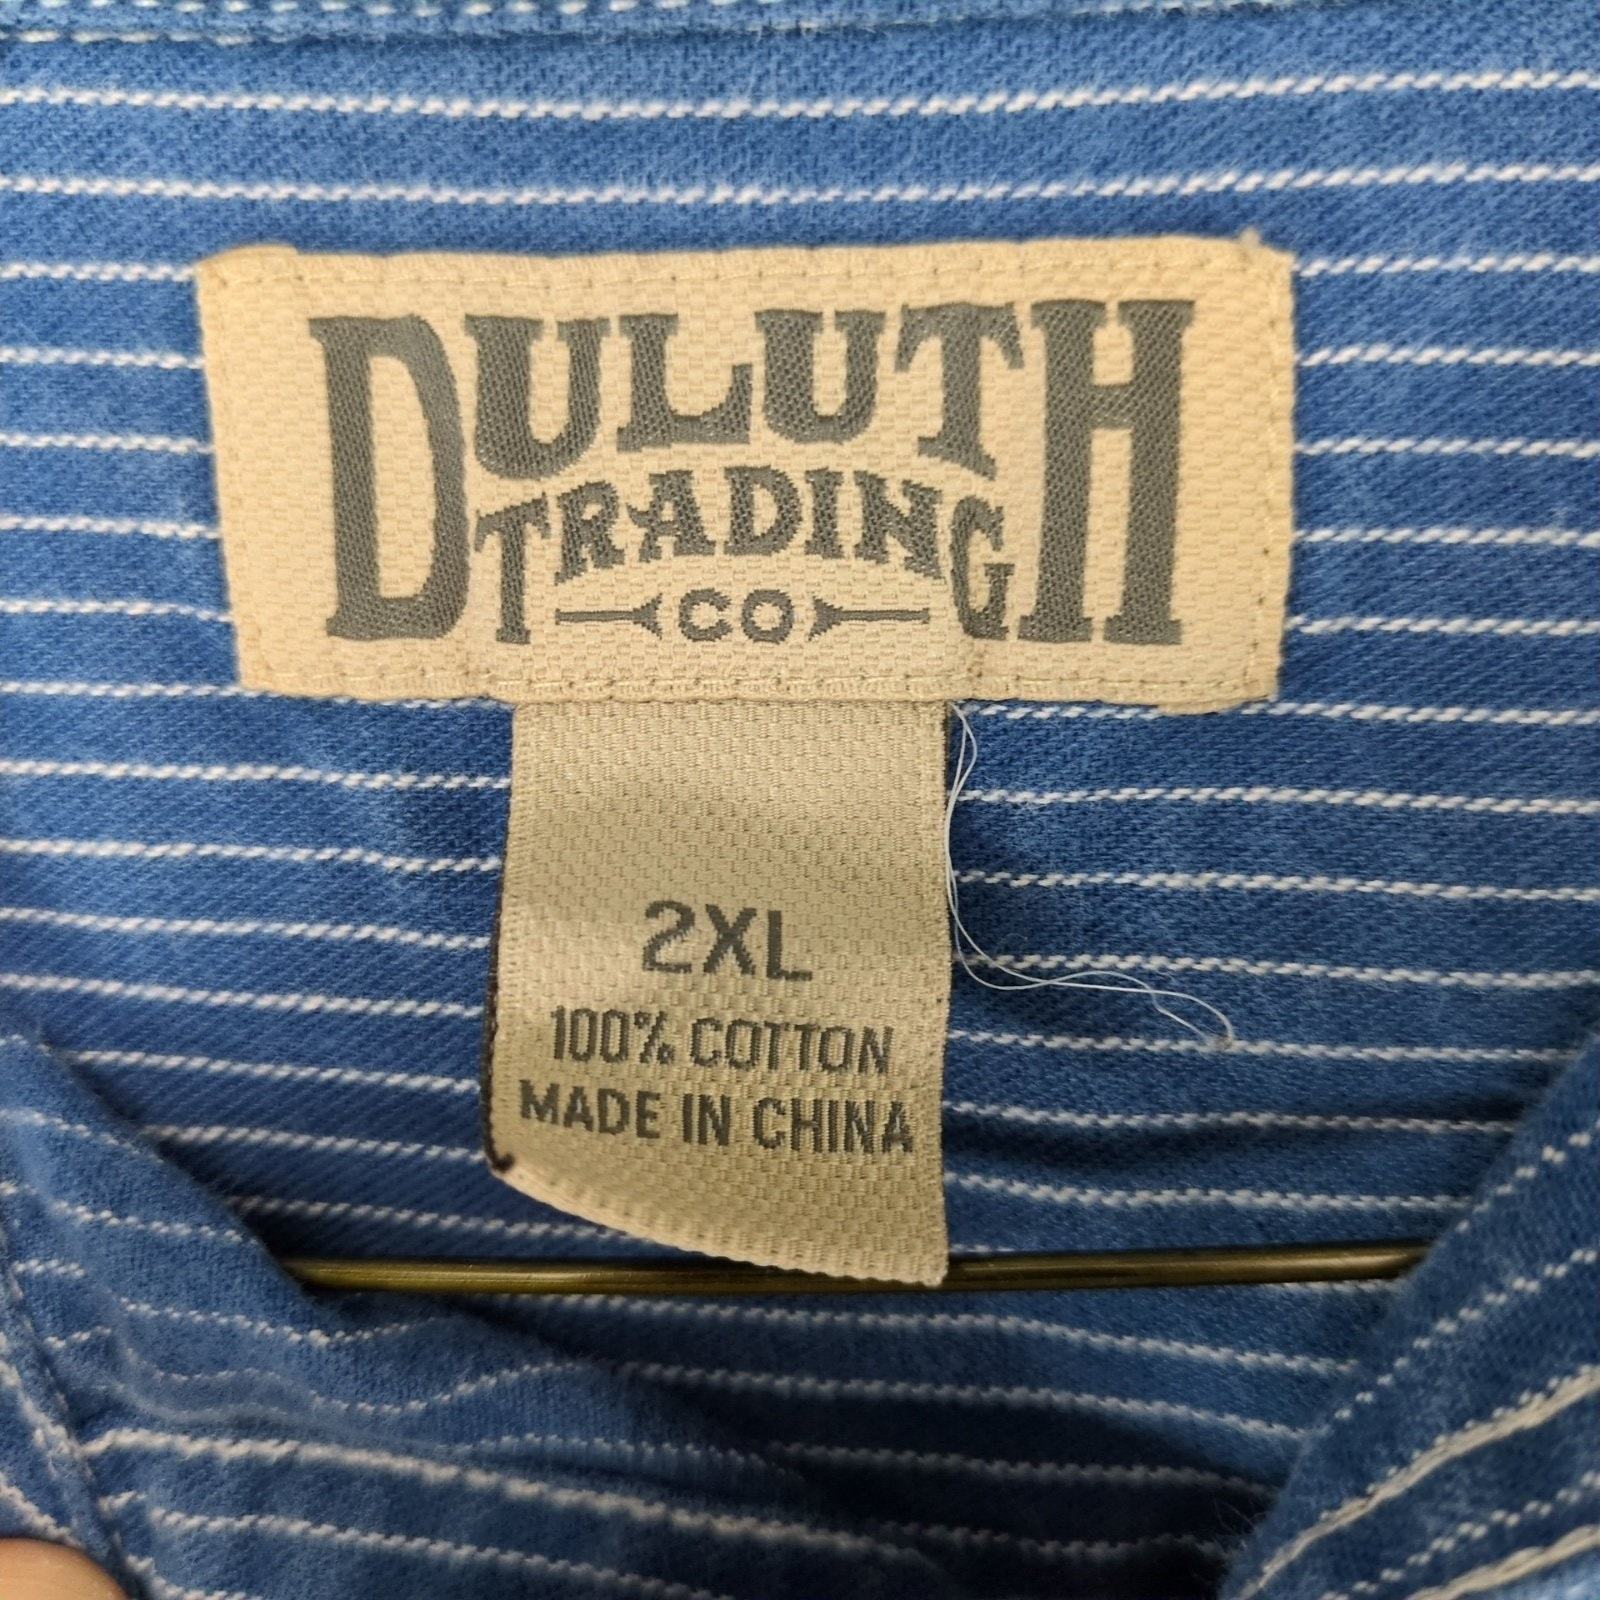 DULUTH
TRADING
CO
2XL
100% COTTON
MADE IN CHINA